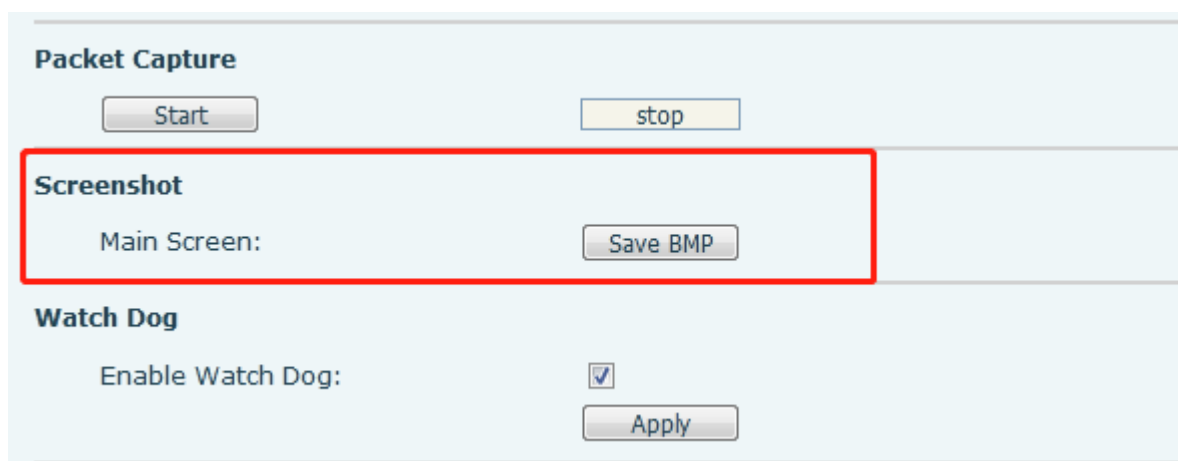 Packet Capture
Start stop
Screenshot
Main Screen: Save BMP
Watch Dog
Enable Watch Dog:
Apply